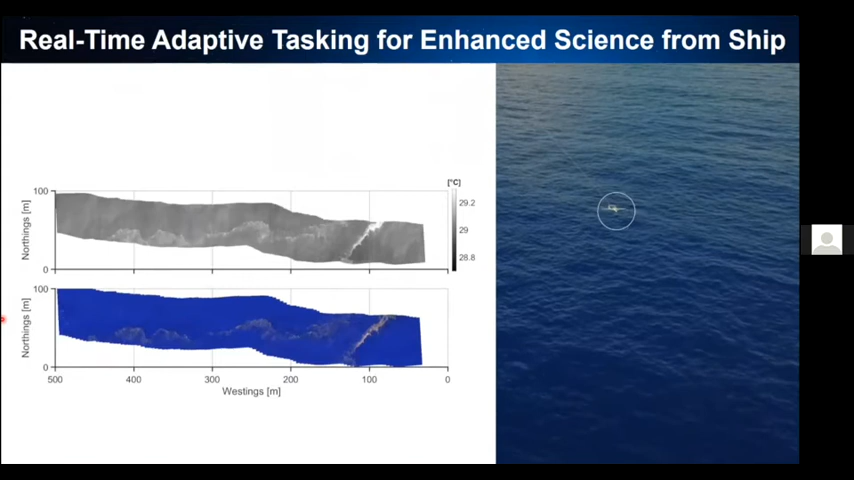 Real-Time Adaptive Tasking for Enhanced Science from Ship
[°C]
100
Northings [m]
0
29.2
29
28.8
100
Northings [m]
0
500 400 300 200 100 0
Westings [m]